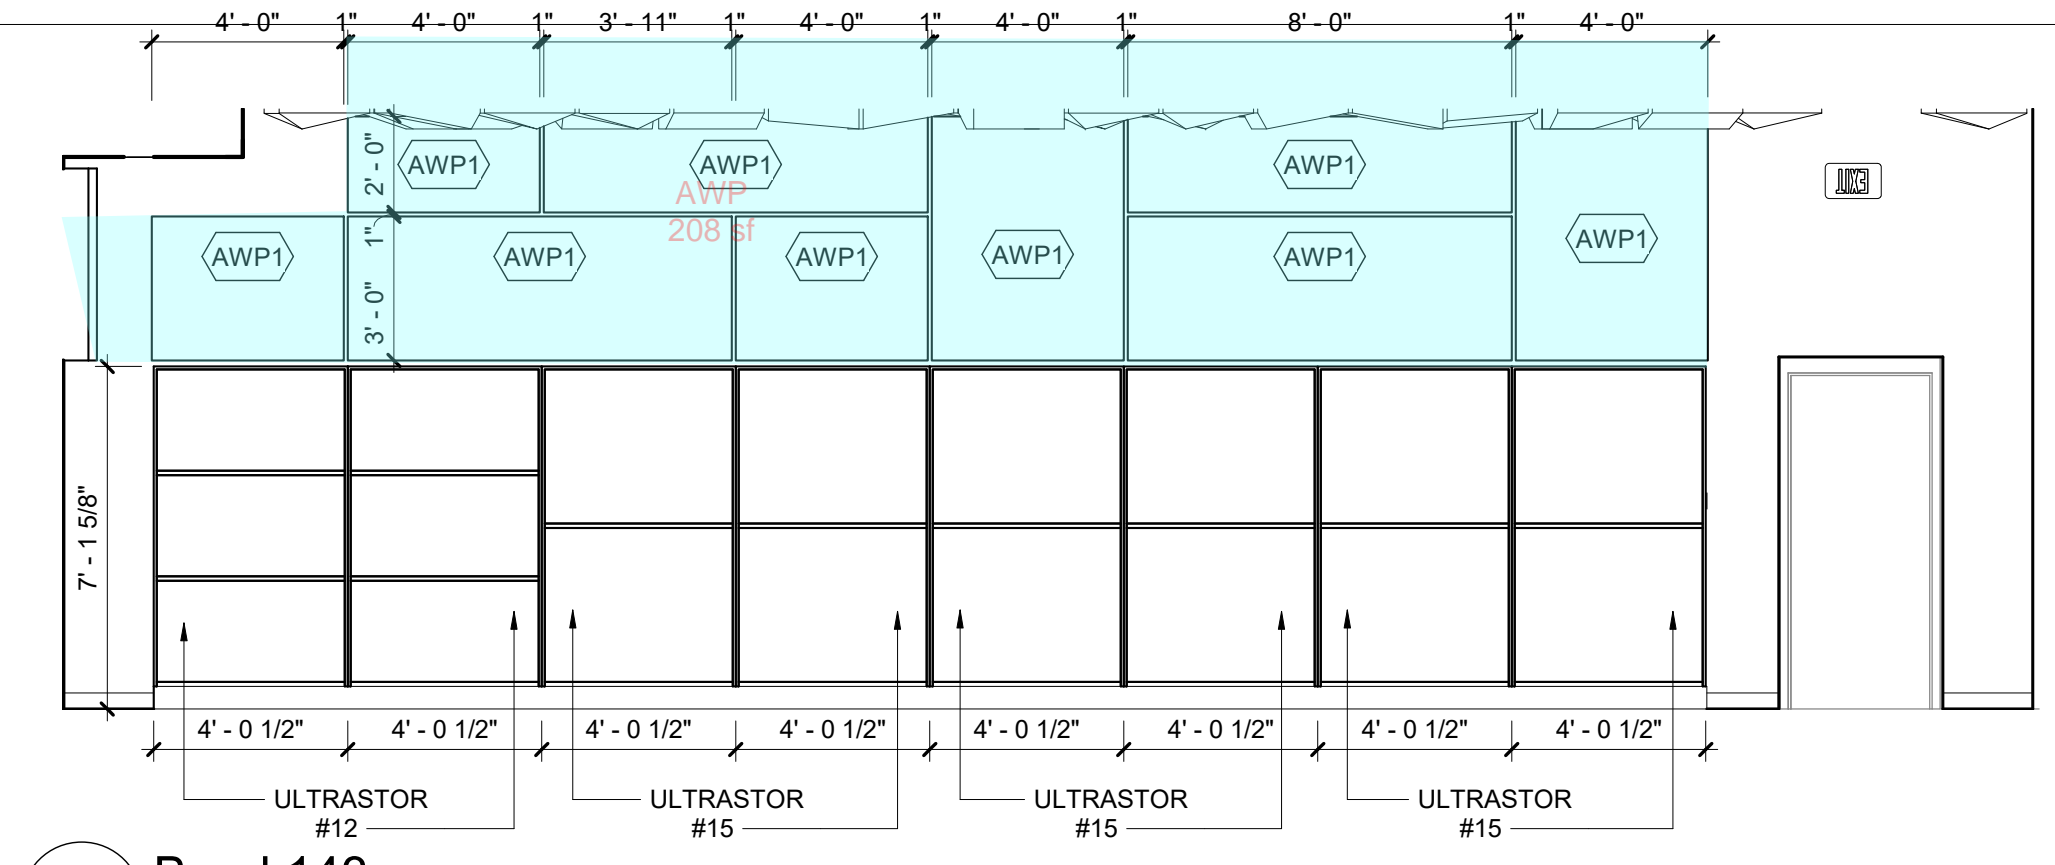 4' - 0" 1" 4' - 0" 1" 3' - 11" 1" 4' - 0" 1" 4' - 0" 1" 8' - 0" 1" 4' - 0"
2' - 0"
AWP1 AWP1 AWP1
EXIT
AWP
208 sf
1"
AWP1 AWP1 AWP1 AWP1 AWP1 AWP1
3' - 0"
7' - 1 5/8"
4' - 0 1/2" 4' - 0 1/2" 4' - 0 1/2" 4' - 0 1/2" 4' - 0 1/2" 4' - 0 1/2" 4' - 0 1/2" 4' - 0 1/2"
ULTRASTOR ULTRASTOR ULTRASTOR ULTRASTOR
#12 #15 #15 #15